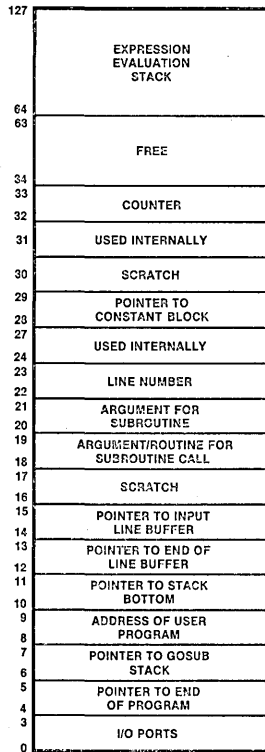 127
EXPRESSION
EVALUATION
STACK
64
63
FREE
34
33
COUNTER
32
31 USED INTERNALLY
30 SCRATCH
29
POINTER TO
CONSTANT BLOCK
28
27
USED INTERNALLY
24
23
LINE NUMBER
22
21
ARGUMENT FOR
SUBROUTINE
20
19
ARGUMENT/ROUTINE FOR
SUBROUTINE CALL
18
17
SCRATCH
16
15
POINTER TO INPUT
LINE BUFFER
14
13
POINTER TO END OF
LINE BUFFER
12
11
POINTER TO STACK
BOTTOM
10
9
ADDRESS OF USER
PROGRAM
8
7
POINTER TO GOSUB
STACK
6
5
POINTER TO END
OF PROGRAM
4
3
I/O PORTS
0